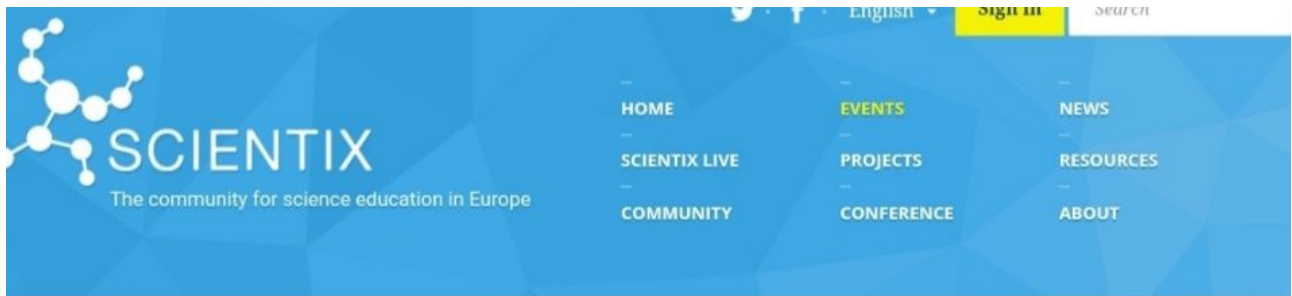 English
Sign In
Search
SCIENTIX
The community for science education in Europe
HOME
EVENTS
NEWS
SCIENTIX LIVE
PROJECTS
RESOURCES
COMMUNITY
CONFERENCE
ABOUT